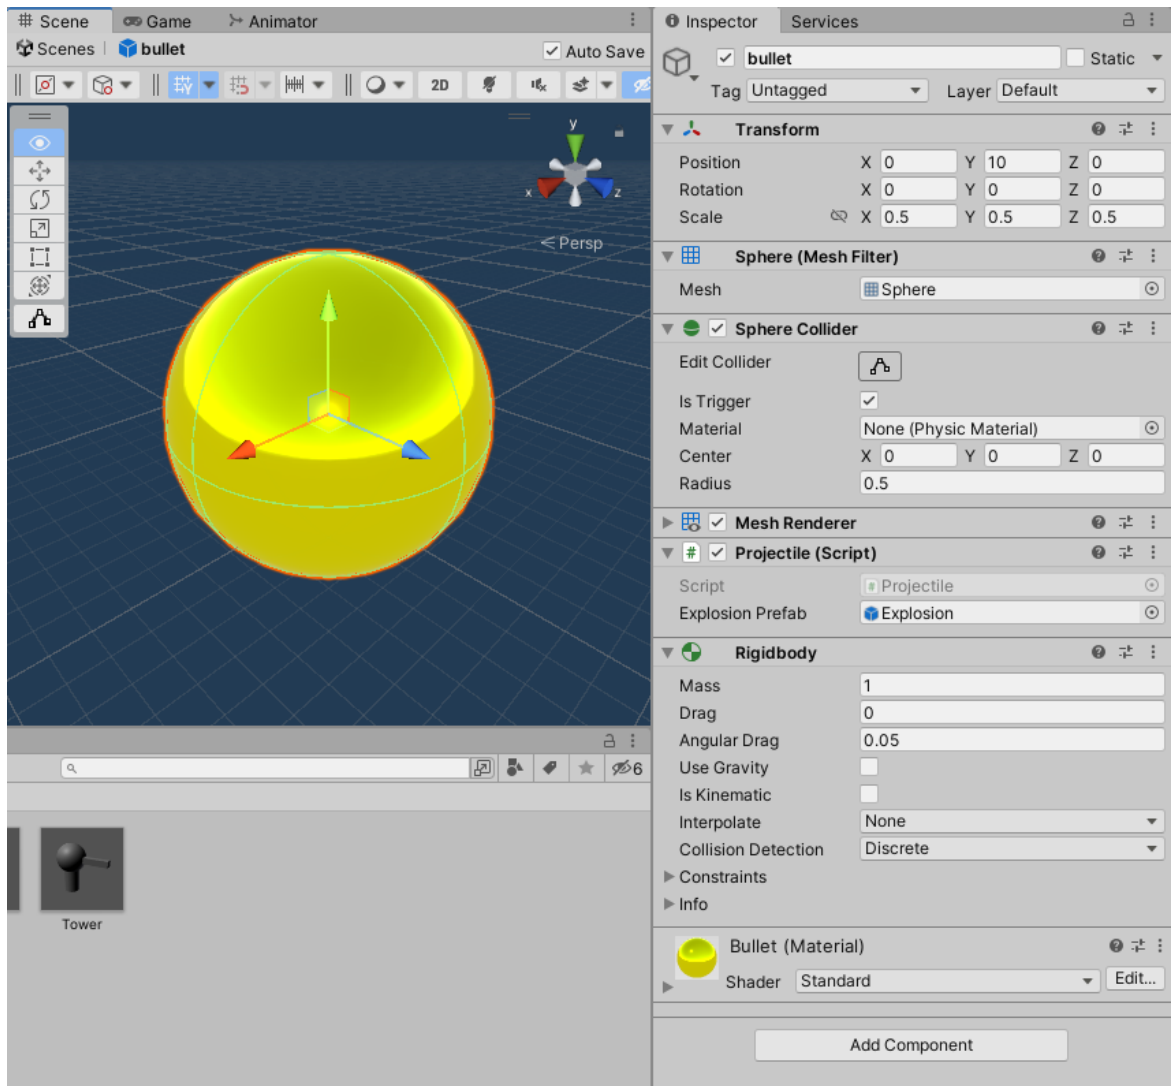 Scene Game Animator
Scenes bullet Auto Save
2D
y
x z
Persp
6
Tower
Inspector Services
bullet Static
Tag Untagged Layer Default
Transform
Position X 0 Y 10 Z 0
Rotation X 0 Y 0 Z 0
Scale X 0.5 Y 0.5 Z 0.5
Sphere (Mesh Filter)
Mesh Sphere
Sphere Collider
Edit Collider
Is Trigger
Material None (Physic Material)
Center X 0 Y 0 Z 0
Radius 0.5
Mesh Renderer
# Projectile (Script)
Script Projectile
Explosion Prefab Explosion
Rigidbody
Mass 1
Drag 0
Angular Drag 0.05
Use Gravity
Is Kinematic
Interpolate None
Collision Detection Discrete
Constraints
Info
Bullet (Material)
Shader Standard Edit...
Add Component